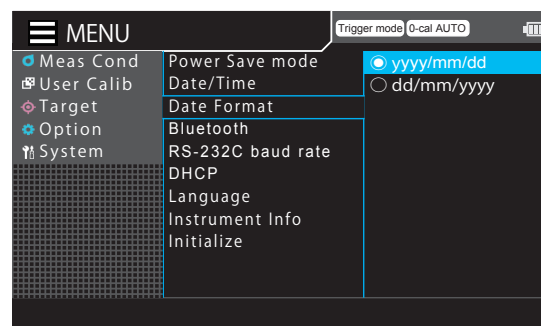 MENU
Trigger mode 0-cal AUTO
Meas Cond
User Calib
Target
Option
System
Power Save mode
Date/Time
Date Format
Bluetooth
RS-232C baud rate
DHCP
Language
Instrument Info
Initialize
yyyy/mm/dd
dd/mm/yyyy